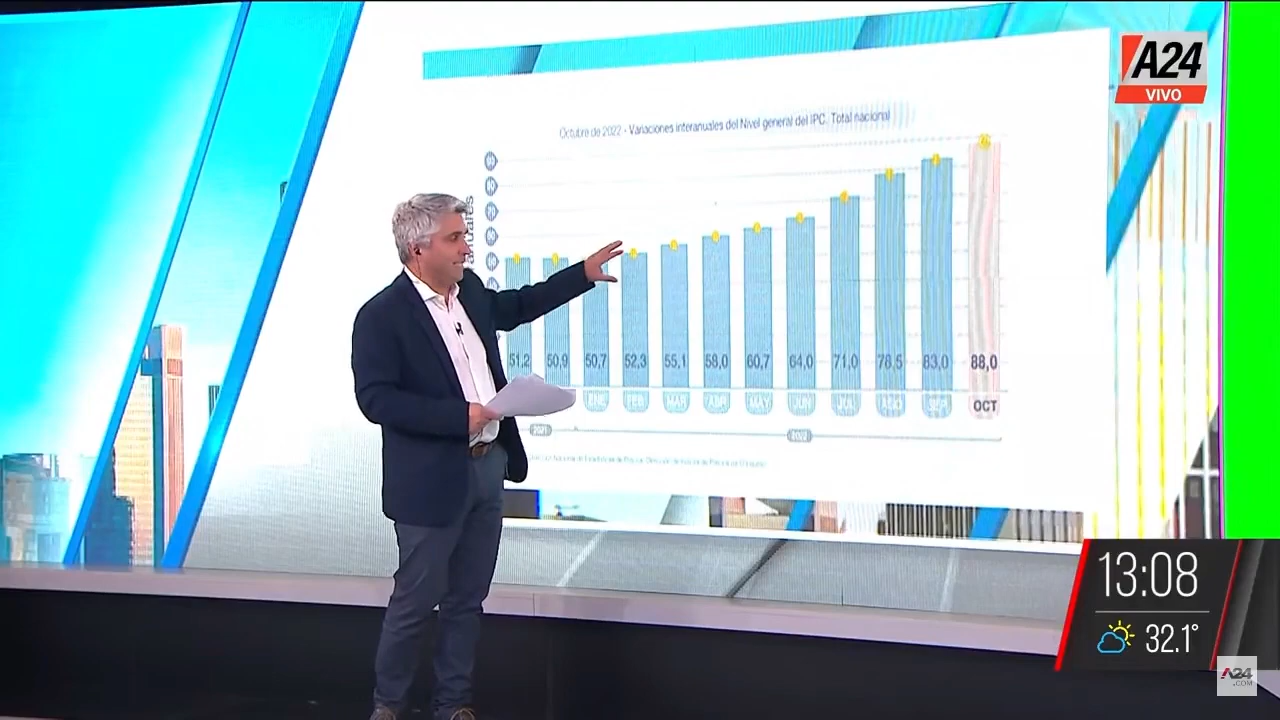 A24
VIVO
Octubre de 2022 - Variaciones interanuales del Nivel general del IPC. Total nacional
51,2 50,9 50,7 52,3 55,1 58,0 60,7 64,0 71,0 78,5 83,0 88,0
ENE FEB MAR ABR MAY JUN JUL AGO SEP OCT
2021 2022
13:08
32.1°
A24
.COM